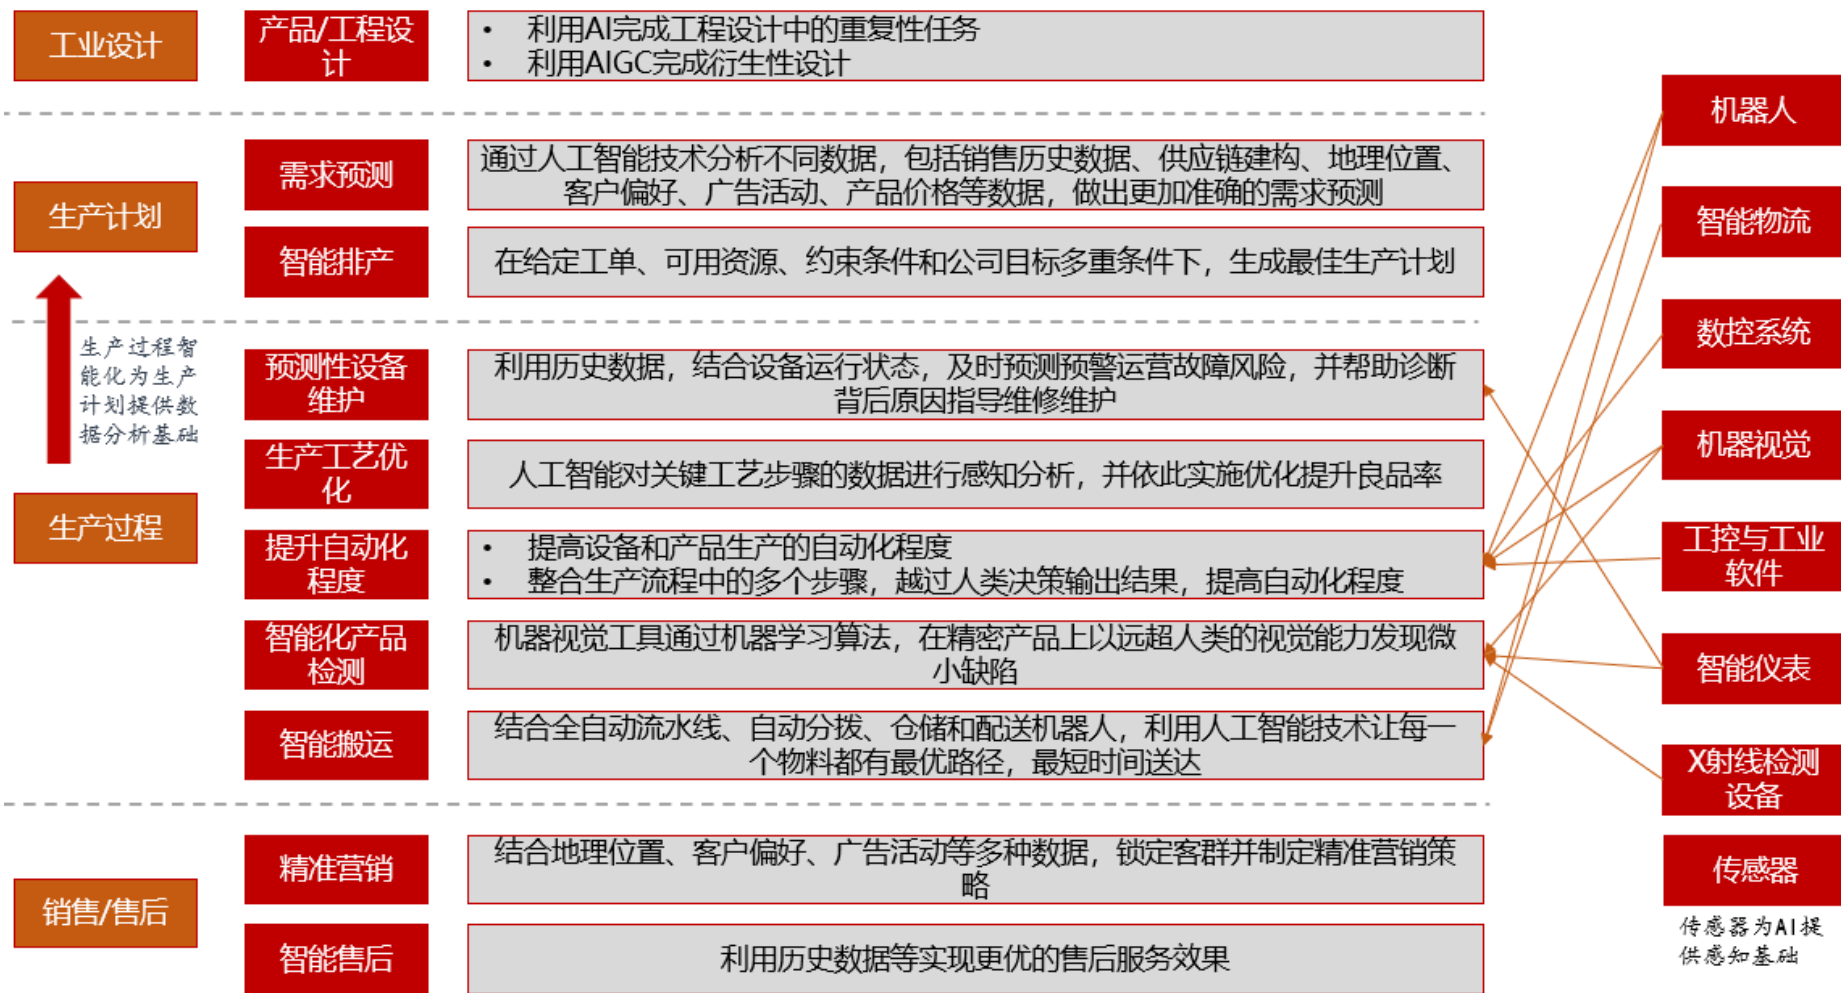 工业设计
产品/工程设
计
• 利用AI完成工程设计中的重复性任务
• 利用AIGC完成衍生性设计
生产计划
需求预测
通过人工智能技术分析不同数据，包括销售历史数据、供应链建构、地理位置、
客户偏好、广告活动、产品价格等数据，做出更加准确的需求预测
智能排产
在给定工单、可用资源、约束条件和公司目标多重条件下，生成最佳生产计划
生产过程智
能化为生产
计划提供数
据分析基础
生产过程
预测性设备
维护
利用历史数据，结合设备运行状态，及时预测预警运营故障风险，并帮助诊断
背后原因指导维修维护
生产工艺优
化
人工智能对关键工艺步骤的数据进行感知分析，并依此实施优化提升良品率
提升自动化
程度
• 提高设备和产品生产的自动化程度
• 整合生产流程中的多个步骤，越过人类决策输出结果，提高自动化程度
智能化产品
检测
机器视觉工具通过机器学习算法，在精密产品上以远超人类的视觉能力发现微
小缺陷
智能搬运
结合全自动流水线、自动分拨、仓储和配送机器人，利用人工智能技术让每一
个物料都有最优路径，最短时间送达
销售/售后
精准营销
结合地理位置、客户偏好、广告活动等多种数据，锁定客群并制定精准营销策
略
智能售后
利用历史数据等实现更优的售后服务效果
机器人
智能物流
数控系统
机器视觉
工控与工业
软件
智能仪表
X射线检测
设备
传感器
传感器为AI提
供感知基础